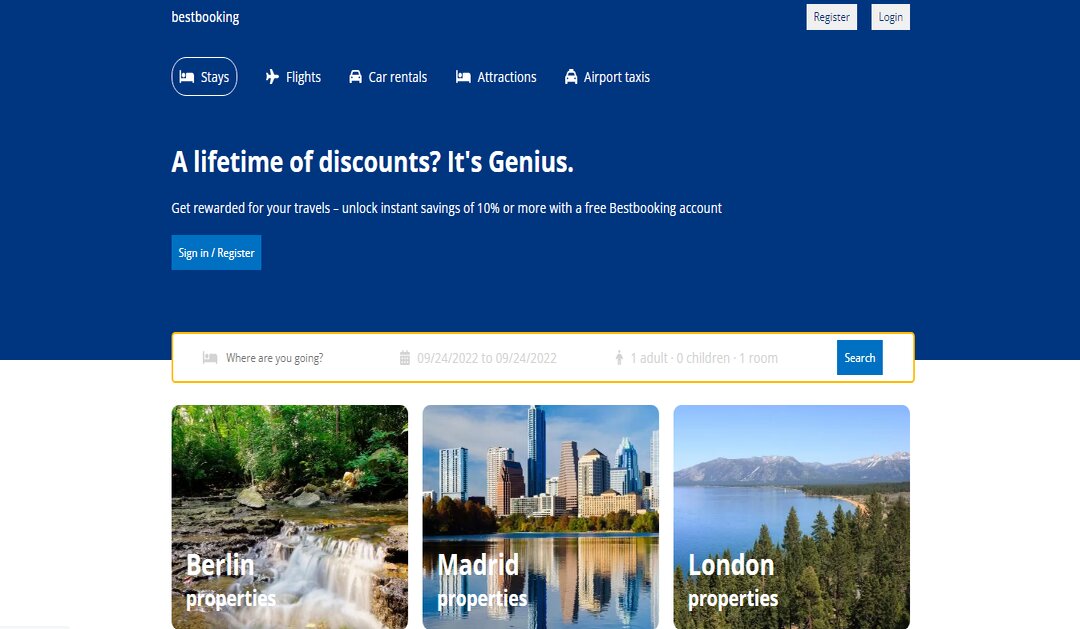 bestbooking
Register
Login
Stays
Flights
Car rentals
Attractions
Airport taxis
A lifetime of discounts? It's Genius.
Get rewarded for your travels – unlock instant savings of 10% or more with a free Bestbooking account
Sign in / Register
Where are you going?
09/24/2022 to 09/24/2022
1 adult · 0 children · 1 room
Search
Berlin
properties
Madrid
properties
London
properties